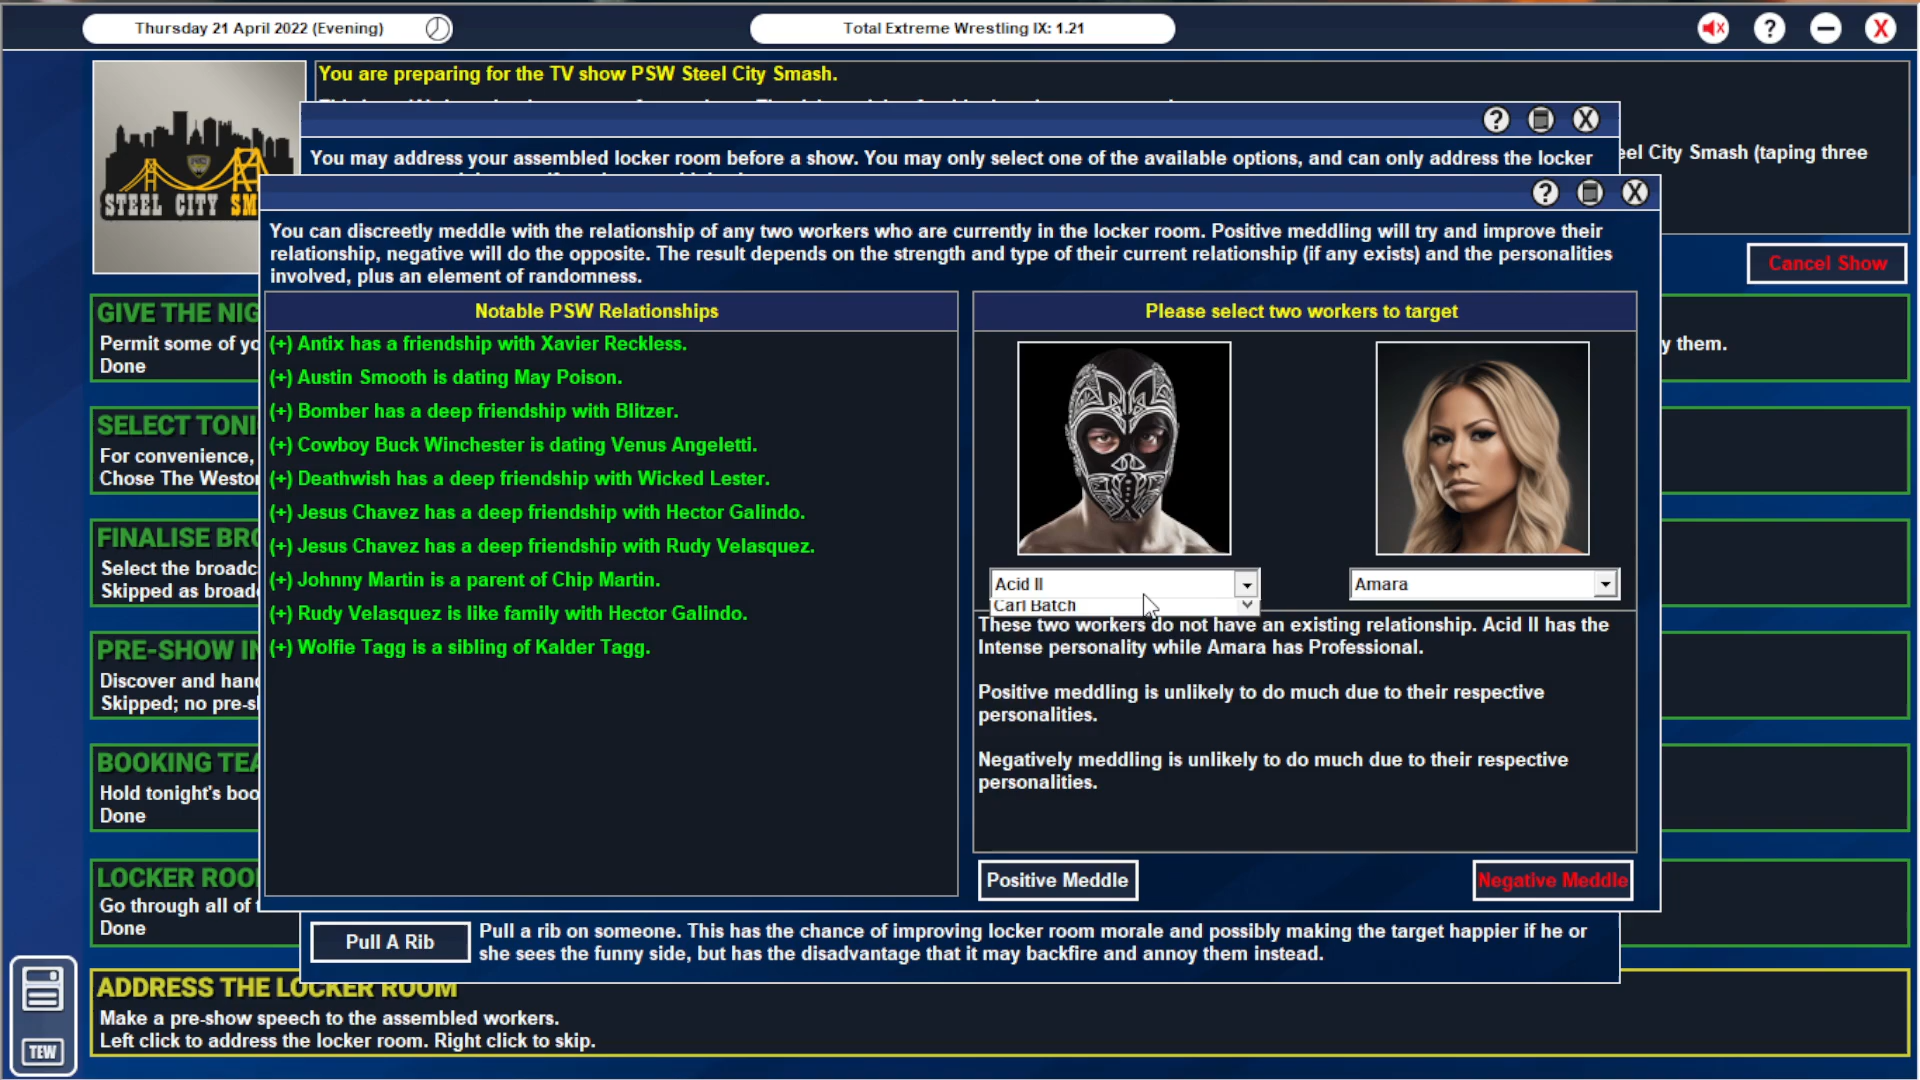 Thursday 21 April 2022 (Evening)
Total Extreme Wrestling IX: 1.21
?
X
You are preparing for the TV show PSW Steel City Smash.
eel City Smash (taping three
STEEL CITY SM
Cancel Show
?
X
You may address your assembled locker room before a show. You may only select one of the available options, and can only address the locker
?
X
You can discreetly meddle with the relationship of any two workers who are currently in the locker room. Positive meddling will try and improve their
relationship, negative will do the opposite. The result depends on the strength and type of their current relationship (if any exists) and the personalities
involved, plus an element of randomness.
Notable PSW Relationships
(+) Antix has a friendship with Xavier Reckless.
(+) Austin Smooth is dating May Poison.
(+) Bomber has a deep friendship with Blitzer.
(+) Cowboy Buck Winchester is dating Venus Angeletti.
(+) Deathwish has a deep friendship with Wicked Lester.
(+) Jesus Chavez has a deep friendship with Hector Galindo.
(+) Jesus Chavez has a deep friendship with Rudy Velasquez.
(+) Johnny Martin is a parent of Chip Martin.
(+) Rudy Velasquez is like family with Hector Galindo.
(+) Wolfie Tagg is a sibling of Kalder Tagg.
Please select two workers to target
Acid II
Carl Batch
Amara
These two workers do not have an existing relationship. Acid II has the
Intense personality while Amara has Professional.
Positive meddling is unlikely to do much due to their respective
personalities.
Negatively meddling is unlikely to do much due to their respective
personalities.
Positive Meddle
Negative Meddle
GIVE THE NIG
Permit some of yo
y them.
Done
SELECT TONI
For convenience,
Chose The Westo
FINALISE BRO
Select the broadc
Skipped as broad
PRE-SHOW IN
Discover and hand
Skipped; no pre-s
BOOKING TEA
Hold tonight's boo
Done
LOCKER ROO
Go through all of
Done
Pull A Rib
Pull a rib on someone. This has the chance of improving locker room morale and possibly making the target happier if he or
she sees the funny side, but has the disadvantage that it may backfire and annoy them instead.
ADDRESS THE LOCKER ROOM
Make a pre-show speech to the assembled workers.
Left click to address the locker room. Right click to skip.
TEW